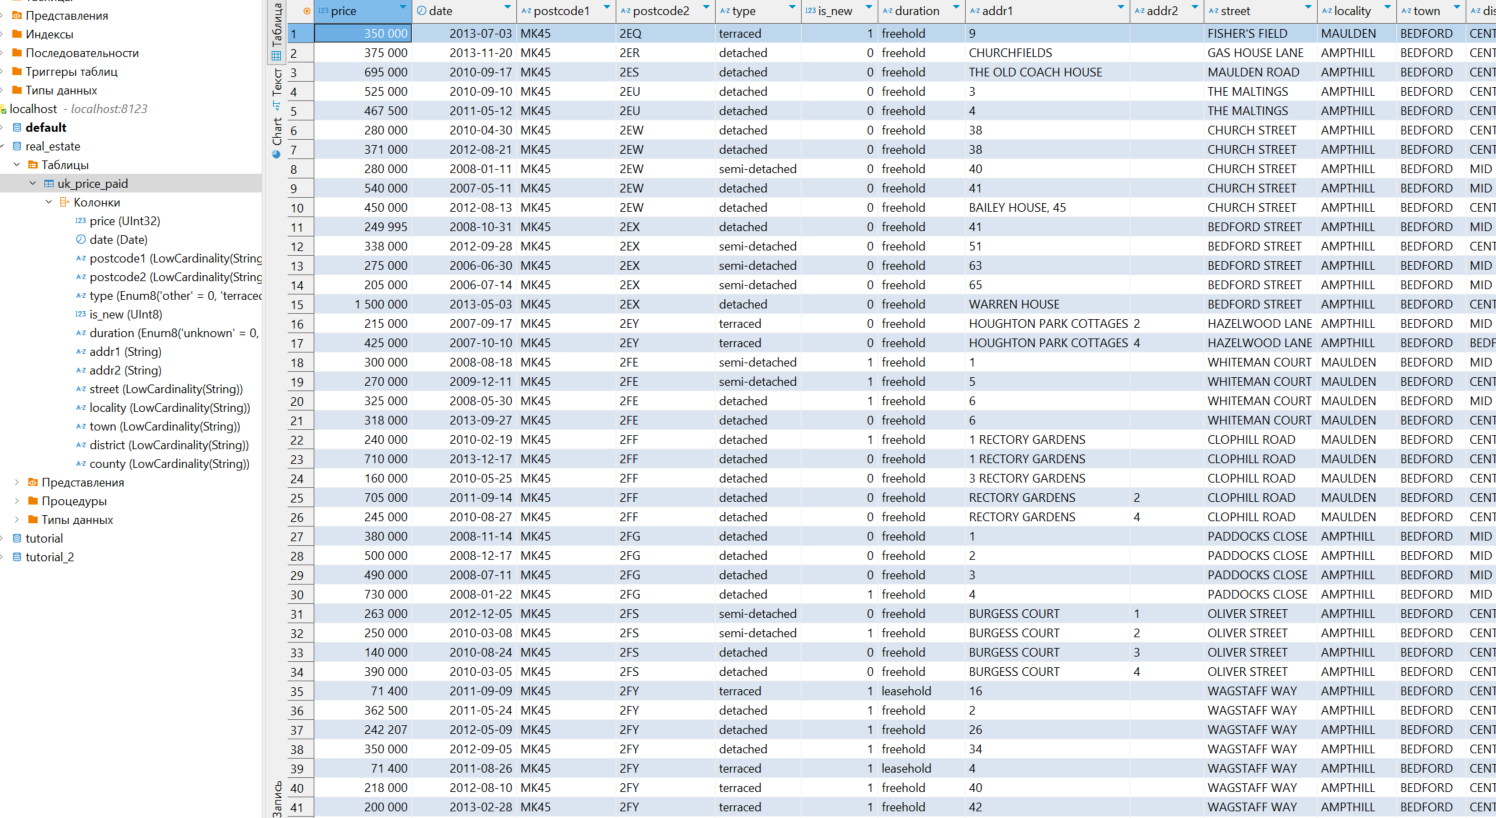 Представления
Индексы
Последовательности
Триггеры таблиц
Типы данных
localhost - localhost:8123
default
real_estate
Таблицы
uk_price_paid
Колонки
price (UInt32)
date (Date)
postcode1 (LowCardinality(String
postcode2 (LowCardinality(String
type (Enum8('other' = 0, 'terraced
is_new (UInt8)
duration (Enum8('unknown' = 0,
addr1 (String)
addr2 (String)
street (LowCardinality(String))
locality (LowCardinality(String))
town (LowCardinality(String))
district (LowCardinality(String))
county (LowCardinality(String))
Представления
Процедуры
Типы данных
tutorial
tutorial_2
Таблица
Текст
Chart
Запись
123 price date A-Z postcode1 A-Z postcode2 A-Z type 123 is_new A-Z duration A-Z addr1 A-Z addr2 A-Z street A-Z locality A-Z town A-Z dis
1 350 000 2013-07-03 MK45 2EQ terraced 1 freehold 9 FISHER'S FIELD MAULDEN BEDFORD CENT
2 375 000 2013-11-20 MK45 2ER detached 0 freehold CHURCHFIELDS GAS HOUSE LANE AMPTHILL BEDFORD CENT
3 695 000 2010-09-17 MK45 2ES detached 0 freehold THE OLD COACH HOUSE MAULDEN ROAD AMPTHILL BEDFORD CENT
4 525 000 2010-09-10 MK45 2EU detached 0 freehold 3 THE MALTINGS AMPTHILL BEDFORD CENT
5 467 500 2011-05-12 MK45 2EU detached 0 freehold 4 THE MALTINGS AMPTHILL BEDFORD CENT
6 280 000 2010-04-30 MK45 2EW detached 0 freehold 38 CHURCH STREET AMPTHILL BEDFORD CENT
7 371 000 2012-08-21 MK45 2EW detached 0 freehold 38 CHURCH STREET AMPTHILL BEDFORD CENT
8 280 000 2008-01-11 MK45 2EW semi-detached 0 freehold 40 CHURCH STREET AMPTHILL BEDFORD MID
9 540 000 2007-05-11 MK45 2EW detached 0 freehold 41 CHURCH STREET AMPTHILL BEDFORD MID
10 450 000 2012-08-13 MK45 2EW detached 0 freehold BAILEY HOUSE, 45 CHURCH STREET AMPTHILL BEDFORD CENT
11 249 995 2008-10-31 MK45 2EX detached 0 freehold 41 BEDFORD STREET AMPTHILL BEDFORD MID
12 338 000 2012-09-28 MK45 2EX semi-detached 0 freehold 51 BEDFORD STREET AMPTHILL BEDFORD CENT
13 275 000 2006-06-30 MK45 2EX semi-detached 0 freehold 63 BEDFORD STREET AMPTHILL BEDFORD MID
14 205 000 2006-07-14 MK45 2EX semi-detached 0 freehold 65 BEDFORD STREET AMPTHILL BEDFORD MID
15 1 500 000 2013-05-03 MK45 2EX detached 0 freehold WARREN HOUSE BEDFORD STREET AMPTHILL BEDFORD CENT
16 215 000 2007-09-17 MK45 2EY terraced 0 freehold HOUGHTON PARK COTTAGES 2 HAZELWOOD LANE AMPTHILL BEDFORD MID
17 425 000 2007-10-10 MK45 2EY terraced 0 freehold HOUGHTON PARK COTTAGES 4 HAZELWOOD LANE AMPTHILL BEDFORD BEDF
18 300 000 2008-08-18 MK45 2FE semi-detached 1 freehold 1 WHITEMAN COURT MAULDEN BEDFORD MID
19 270 000 2009-12-11 MK45 2FE semi-detached 1 freehold 5 WHITEMAN COURT MAULDEN BEDFORD CENT
20 325 000 2008-05-30 MK45 2FE detached 1 freehold 6 WHITEMAN COURT MAULDEN BEDFORD MID
21 318 000 2013-09-27 MK45 2FE detached 0 freehold 6 WHITEMAN COURT MAULDEN BEDFORD CENT
22 240 000 2010-02-19 MK45 2FF detached 1 freehold 1 RECTORY GARDENS CLOPHILL ROAD MAULDEN BEDFORD CENT
23 710 000 2013-12-17 MK45 2FF detached 0 freehold 1 RECTORY GARDENS CLOPHILL ROAD MAULDEN BEDFORD CENT
24 160 000 2010-05-25 MK45 2FF detached 0 freehold 3 RECTORY GARDENS CLOPHILL ROAD MAULDEN BEDFORD CENT
25 705 000 2011-09-14 MK45 2FF detached 0 freehold RECTORY GARDENS 2 CLOPHILL ROAD MAULDEN BEDFORD CENT
26 245 000 2010-08-27 MK45 2FF detached 0 freehold RECTORY GARDENS 4 CLOPHILL ROAD MAULDEN BEDFORD CENT
27 380 000 2008-11-14 MK45 2FG detached 0 freehold 1 PADDOCKS CLOSE AMPTHILL BEDFORD MID
28 500 000 2008-12-17 MK45 2FG detached 0 freehold 2 PADDOCKS CLOSE AMPTHILL BEDFORD MID
29 490 000 2008-07-11 MK45 2FG detached 0 freehold 3 PADDOCKS CLOSE AMPTHILL BEDFORD MID
30 730 000 2008-01-22 MK45 2FG detached 1 freehold 4 PADDOCKS CLOSE AMPTHILL BEDFORD MID
31 263 000 2012-12-05 MK45 2FS semi-detached 0 freehold BURGESS COURT 1 OLIVER STREET AMPTHILL BEDFORD CENT
32 250 000 2010-03-08 MK45 2FS semi-detached 1 freehold BURGESS COURT 2 OLIVER STREET AMPTHILL BEDFORD CENT
33 140 000 2010-08-24 MK45 2FS detached 0 freehold BURGESS COURT 3 OLIVER STREET AMPTHILL BEDFORD CENT
34 390 000 2010-03-05 MK45 2FS detached 0 freehold BURGESS COURT 4 OLIVER STREET AMPTHILL BEDFORD CENT
35 71 400 2011-09-09 MK45 2FY terraced 1 leasehold 16 WAGSTAFF WAY AMPTHILL BEDFORD CENT
36 362 500 2011-05-24 MK45 2FY detached 1 freehold 2 WAGSTAFF WAY AMPTHILL BEDFORD CENT
37 242 207 2012-05-09 MK45 2FY detached 1 freehold 26 WAGSTAFF WAY AMPTHILL BEDFORD CENT
38 350 000 2012-09-05 MK45 2FY detached 1 freehold 34 WAGSTAFF WAY AMPTHILL BEDFORD CENT
39 71 400 2011-08-26 MK45 2FY terraced 1 leasehold 4 WAGSTAFF WAY AMPTHILL BEDFORD CENT
40 218 000 2012-08-10 MK45 2FY terraced 1 freehold 40 WAGSTAFF WAY AMPTHILL BEDFORD CENT
41 200 000 2013-02-28 MK45 2FY terraced 1 freehold 42 WAGSTAFF WAY AMPTHILL BEDFORD CENT